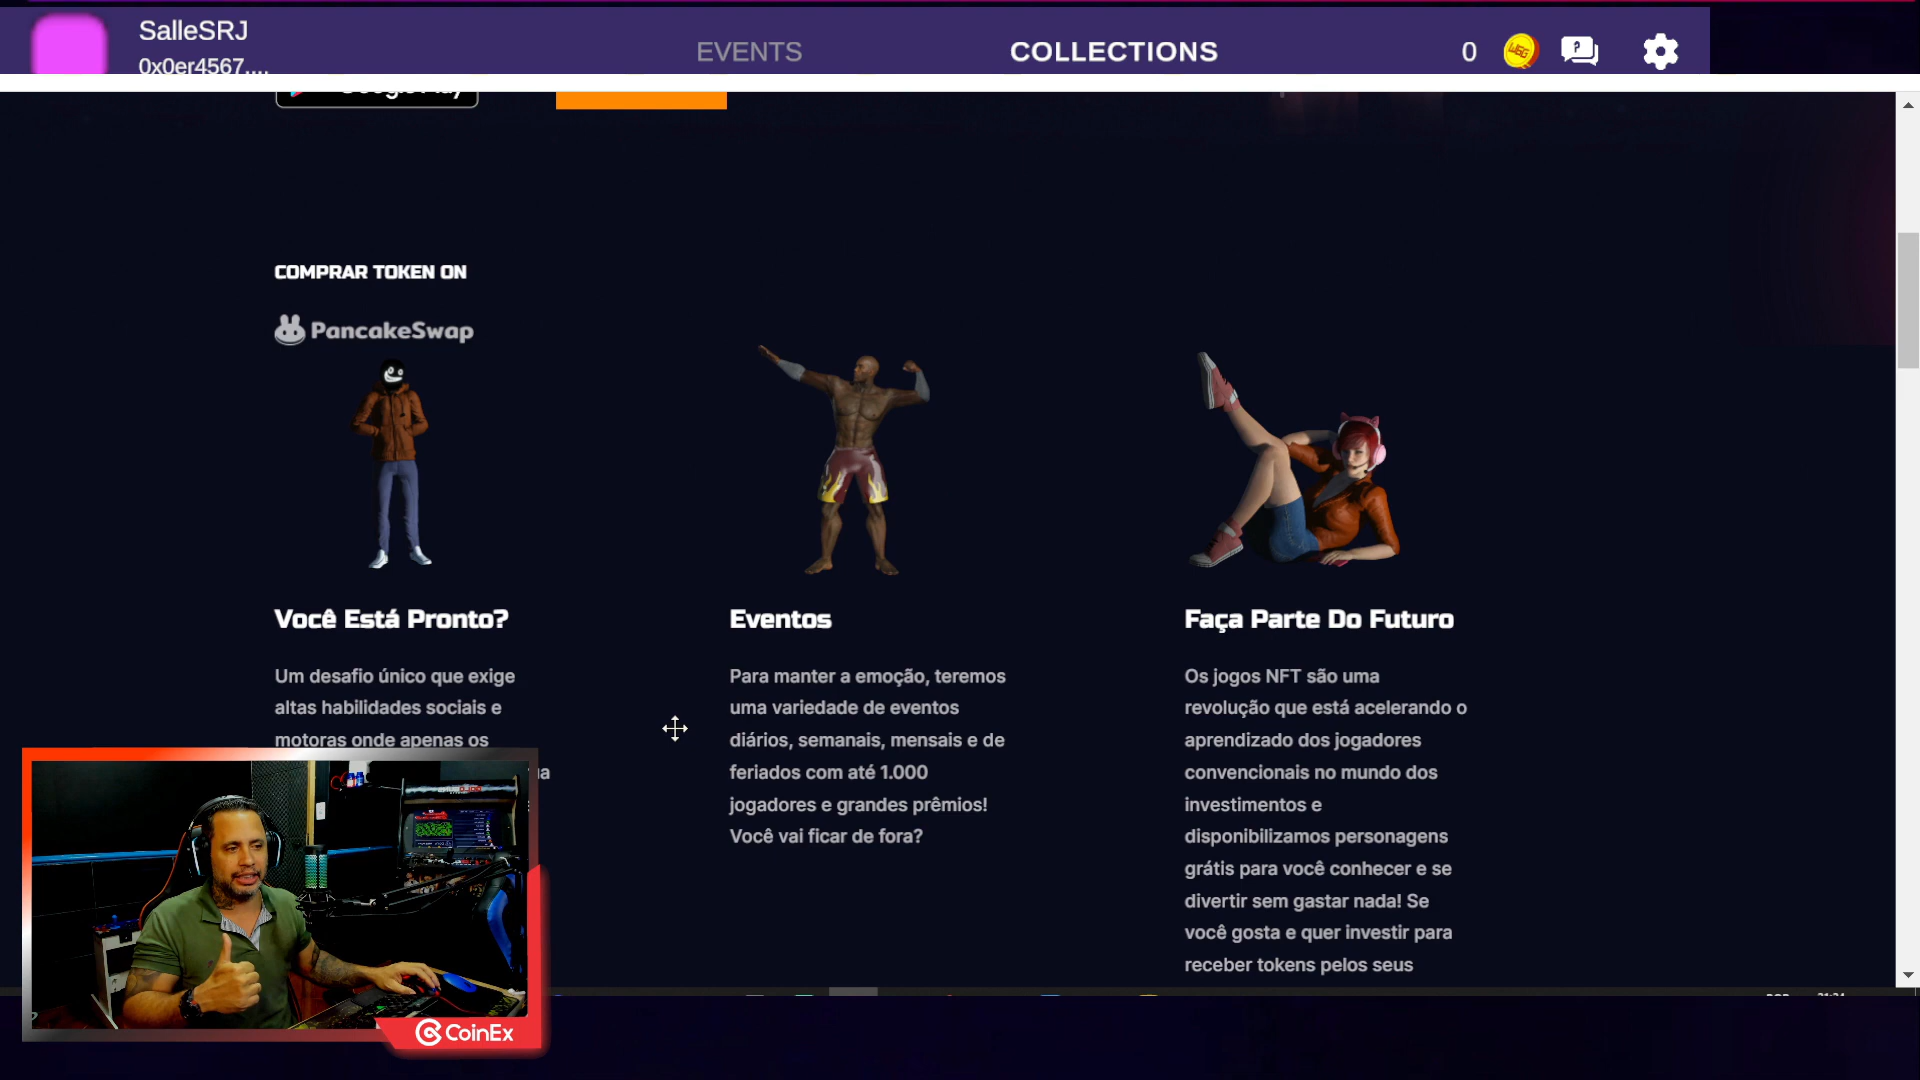 SalleSRJ
0x0er4567....
EVENTS
COLLECTIONS
0
?
COMPRAR TOKEN ON
PancakeSwap
Você Está Pronto?
Um desafio único que exige
altas habilidades sociais e
motoras onde apenas os
Eventos
Para manter a emoção, teremos
uma variedade de eventos
diários, semanais, mensais e de
feriados com até 1.000
jogadores e grandes prêmios!
Você vai ficar de fora?
Faça Parte Do Futuro
Os jogos NFT são uma
revolução que está acelerando o
aprendizado dos jogadores
convencionais no mundo dos
investimentos e
disponibilizamos personagens
grátis para você conhecer e se
divertir sem gastar nada! Se
você gosta e quer investir para
receber tokens pelos seus
CoinEx